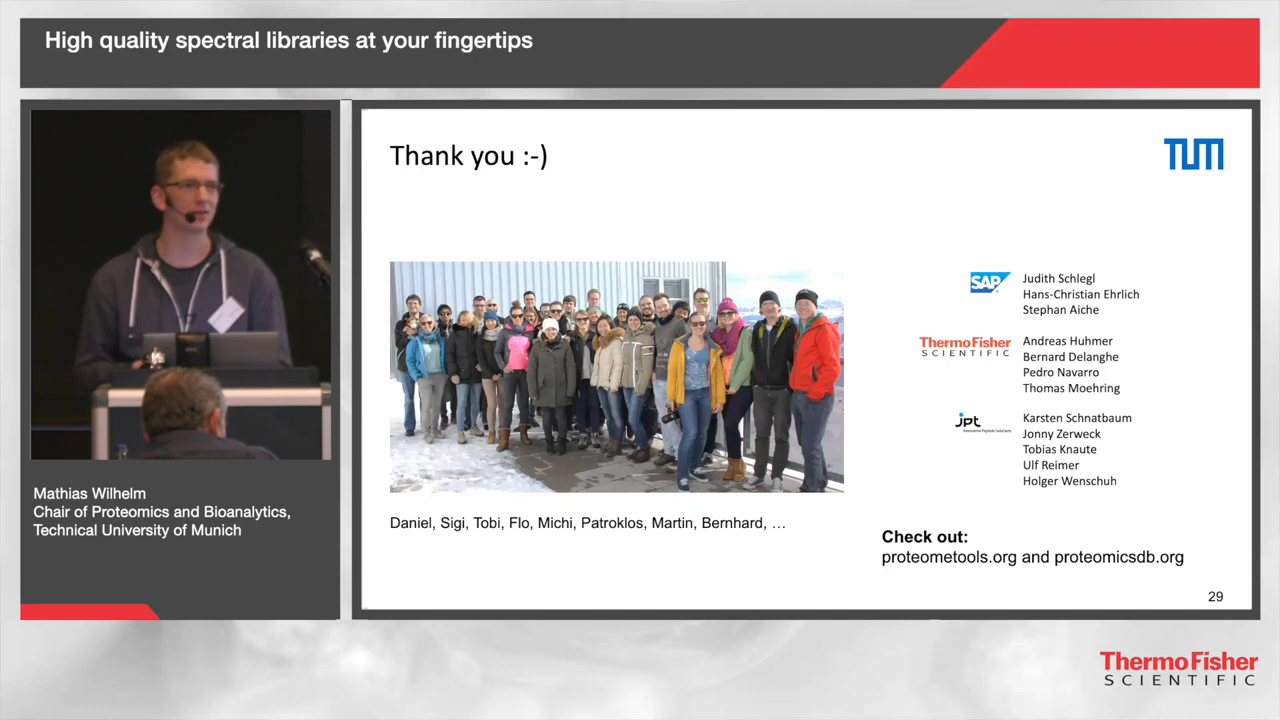 High quality spectral libraries at your fingertips
Thank you :-)
TUM
SAP
Judith Schlegl
Hans-Christian Ehrlich
Stephan Aiche
ThermoFisher
SCIENTIFIC
Andreas Huhmer
Bernard Delanghe
Pedro Navarro
Thomas Moehring
jpt
Innovative Peptide Solutions
Karsten Schnatbaum
Jonny Zerweck
Tobias Knaute
Ulf Reimer
Holger Wenschuh
Daniel, Sigi, Tobi, Flo, Michi, Patroklos, Martin, Bernhard, …
Check out:
proteometools.org and proteomicsdb.org
29
Mathias Wilhelm
Chair of Proteomics and Bioanalytics,
Technical University of Munich
ThermoFisher
SCIENTIFIC